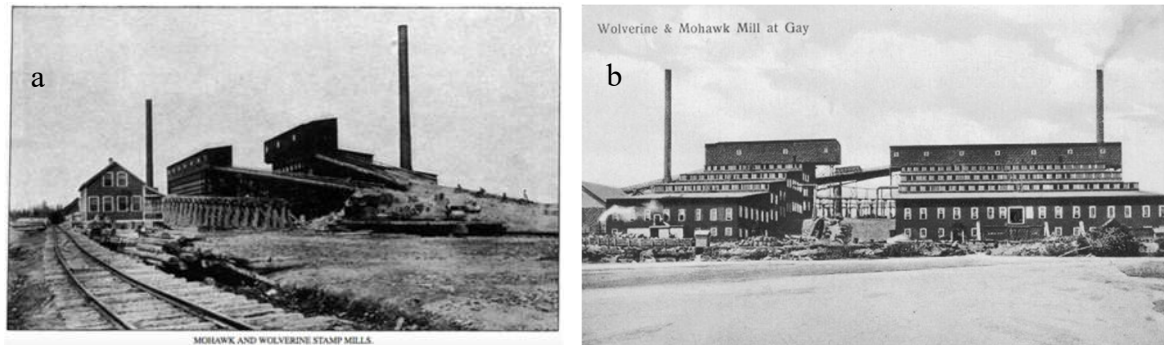 a
MOHAWK AND WOLVERINE STAMP MILLS.
Wolverine & Mohawk Mill at Gay
b